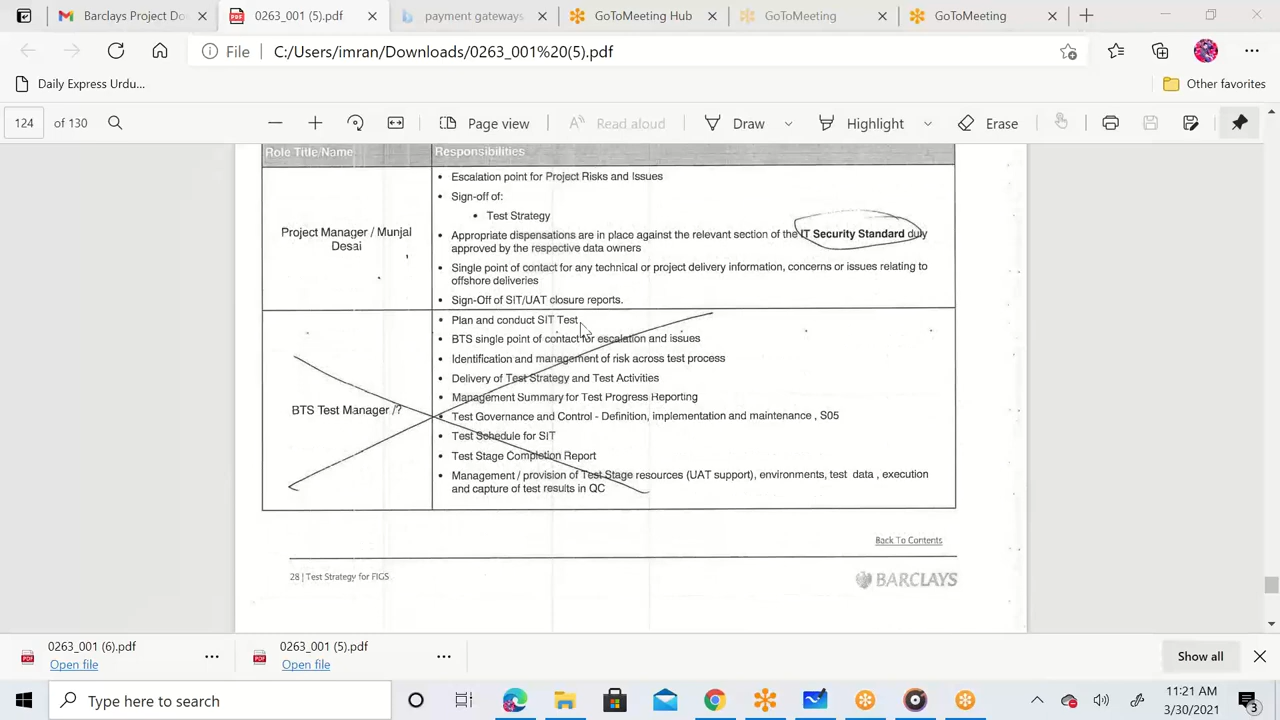 Barclays Project Dov
0263_001 (5).pdf
payment gateways
GoToMeeting Hub
GoToMeeting
GoToMeeting
File
C:/Users/imran/Downloads/0263_001%20(5).pdf
Daily Express Urdu...
Other favorites
124
of 130
Page view
Read aloud
Draw
Highlight
Erase
Role Title/Name
Responsibilities
Project Manager / Munjal
Desai
• Escalation point for Project Risks and Issues
• Sign-off of:
• Test Strategy
• Appropriate dispensations are in place against the relevant section of the IT Security Standard duly
approved by the respective data owners
• Single point of contact for any technical or project delivery information, concerns or issues relating to
offshore deliveries
• Sign-Off of SIT/UAT closure reports.
BTS Test Manager /?
• Plan and conduct SIT Test
• BTS single point of contact for escalation and issues
• Identification and management of risk across test process
• Delivery of Test Strategy and Test Activities
• Management Summary for Test Progress Reporting
• Test Governance and Control - Definition, implementation and maintenance , S05
• Test Schedule for SIT
• Test Stage Completion Report
• Management / provision of Test Stage resources (UAT support), environments, test data , execution
and capture of test results in QC
Back To Contents
28 | Test Strategy for FIGS
BARCLAYS
0263_001 (6).pdf
Open file
0263_001 (5).pdf
Open file
Show all
Type here to search
11:21 AM
3/30/2021
3